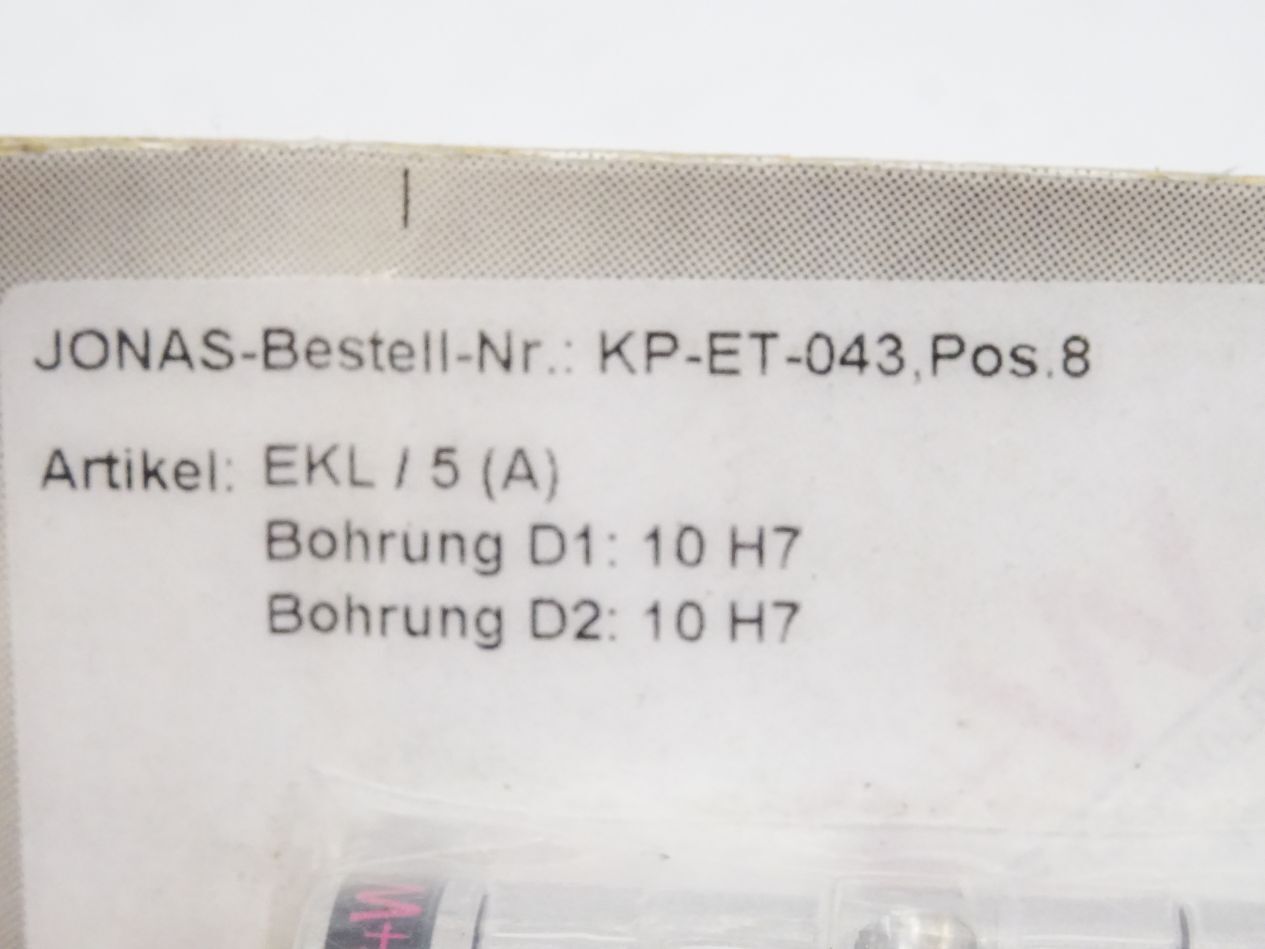 JONAS-Bestell-Nr.: KP-ET-043,Pos.8
Artikel: EKL / 5 (A)
Bohrung D1: 10 H7
Bohrung D2: 10 H7